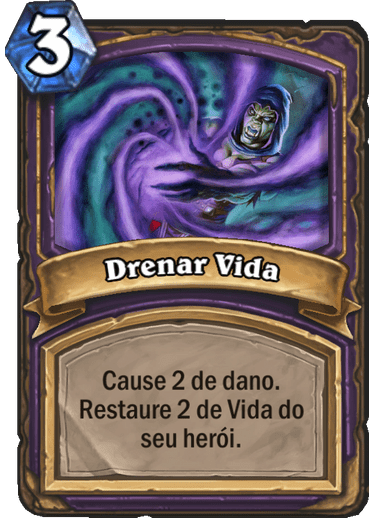 3
Drenar Vida
Cause 2 de dano.
Restaure 2 de Vida do
seu herói.